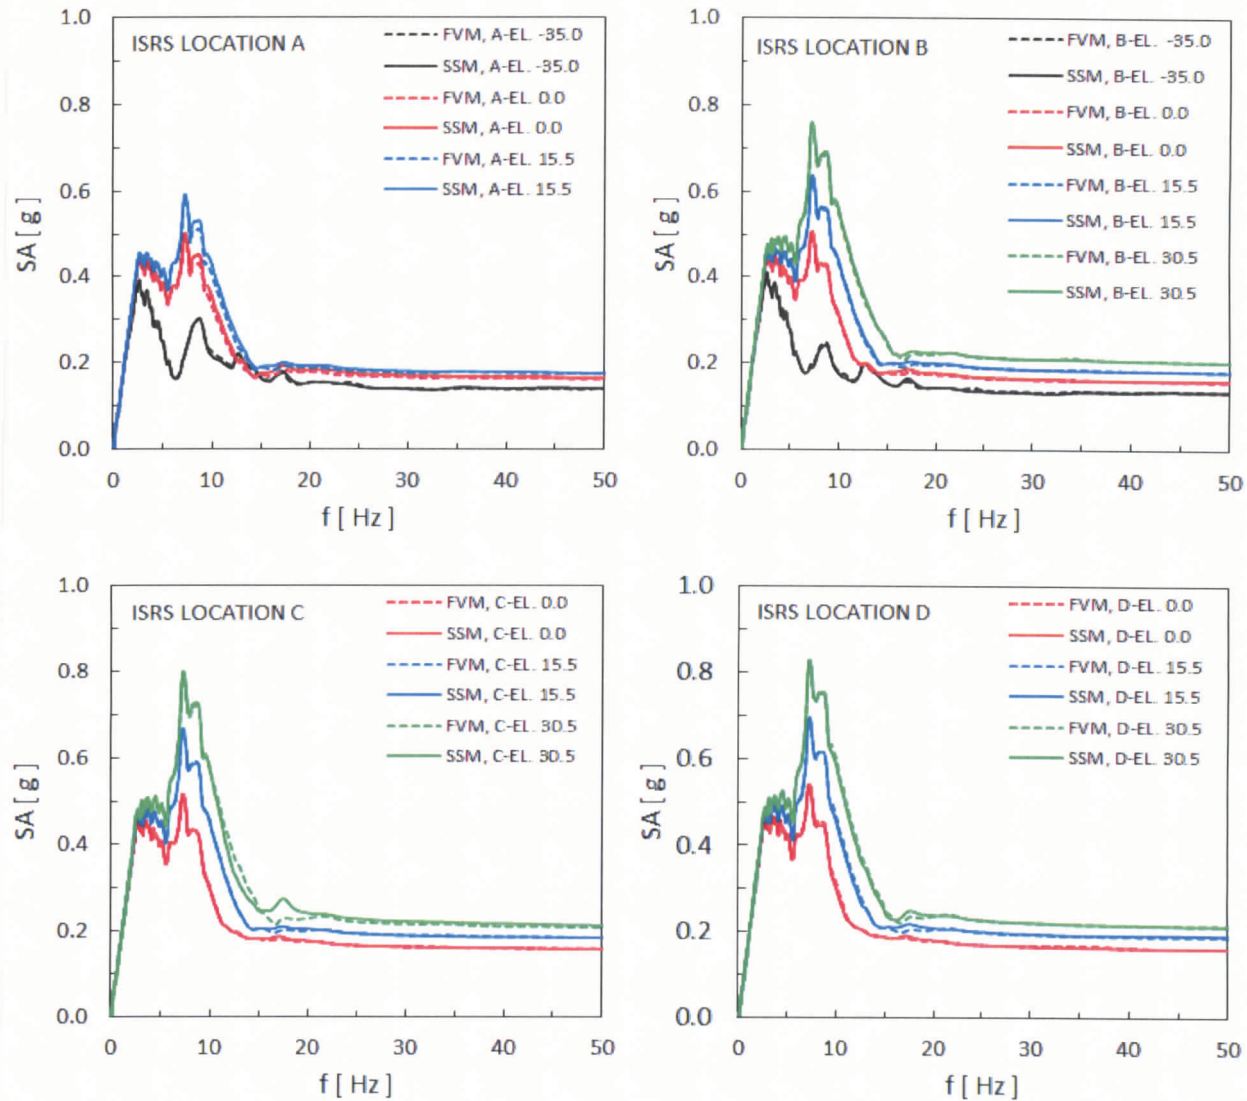 ISRS LOCATION A
FVM, A-EL. -35.0
SSM, A-EL. -35.0
FVM, A-EL. 0.0
SSM, A-EL. 0.0
FVM, A-EL. 15.5
SSM, A-EL. 15.5
1.0
0.8
0.6
0.4
0.2
0.0
SA [ g ]
0 10 20 30 40 50
f [ Hz ]
ISRS LOCATION B
FVM, B-EL. -35.0
SSM, B-EL. -35.0
FVM, B-EL. 0.0
SSM, B-EL. 0.0
FVM, B-EL. 15.5
SSM, B-EL. 15.5
FVM, B-EL. 30.5
SSM, B-EL. 30.5
1.0
0.8
0.6
0.4
0.2
0.0
SA [ g ]
0 10 20 30 40 50
f [ Hz ]
ISRS LOCATION C
FVM, C-EL. 0.0
SSM, C-EL. 0.0
FVM, C-EL. 15.5
SSM, C-EL. 15.5
FVM, C-EL. 30.5
SSM, C-EL. 30.5
1.0
0.8
0.6
0.4
0.2
0.0
SA [ g ]
0 10 20 30 40 50
f [ Hz ]
ISRS LOCATION D
FVM, D-EL. 0.0
SSM, D-EL. 0.0
FVM, D-EL. 15.5
SSM, D-EL. 15.5
FVM, D-EL. 30.5
SSM, D-EL. 30.5
1.0
0.8
0.6
0.4
0.2
0.0
SA [ g ]
0 10 20 30 40 50
f [ Hz ]